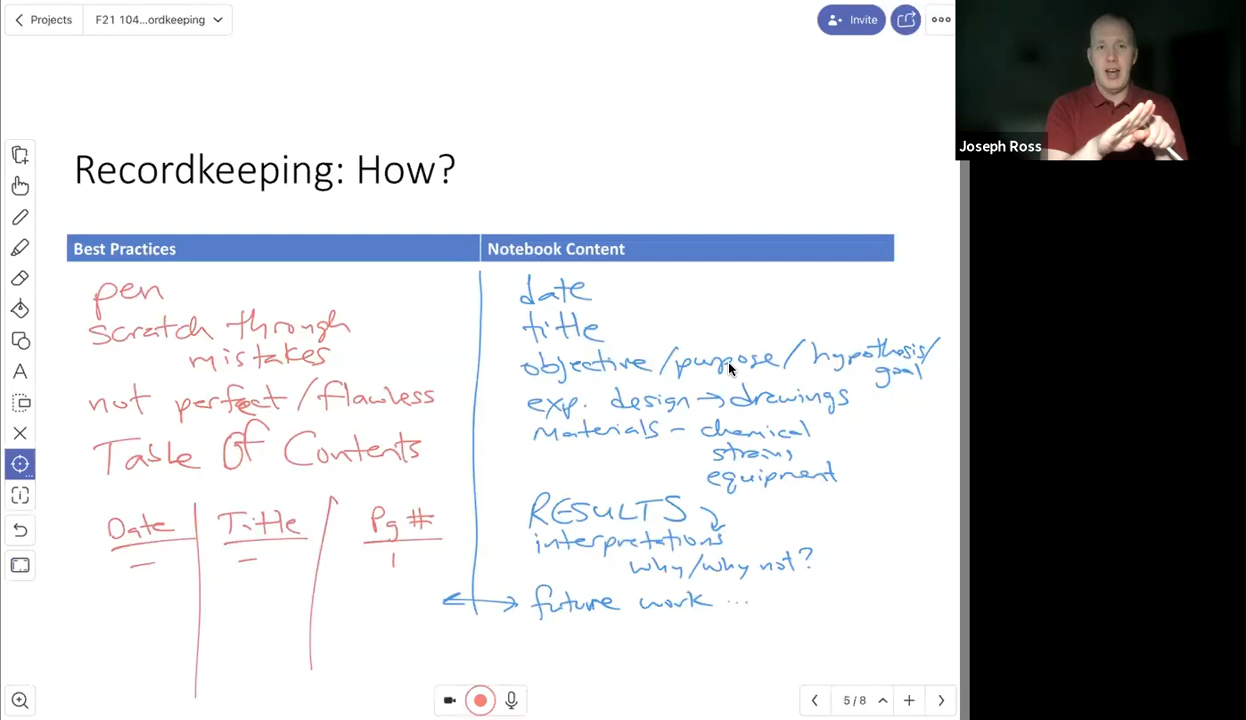 Projects
F21 104...ordkeeping
Invite
Joseph Ross
Recordkeeping: How?
Best Practices
pen
scratch through
mistakes
not perfect/flawless
Table Of Contents
Date Title Pg #
1
Notebook Content
date
title
objective/purpose/hypothesis/
goal
exp. design → drawings
materials - chemical
strains
equipment
RESULTS
interpretations
why/why not?
future work ...
5/8